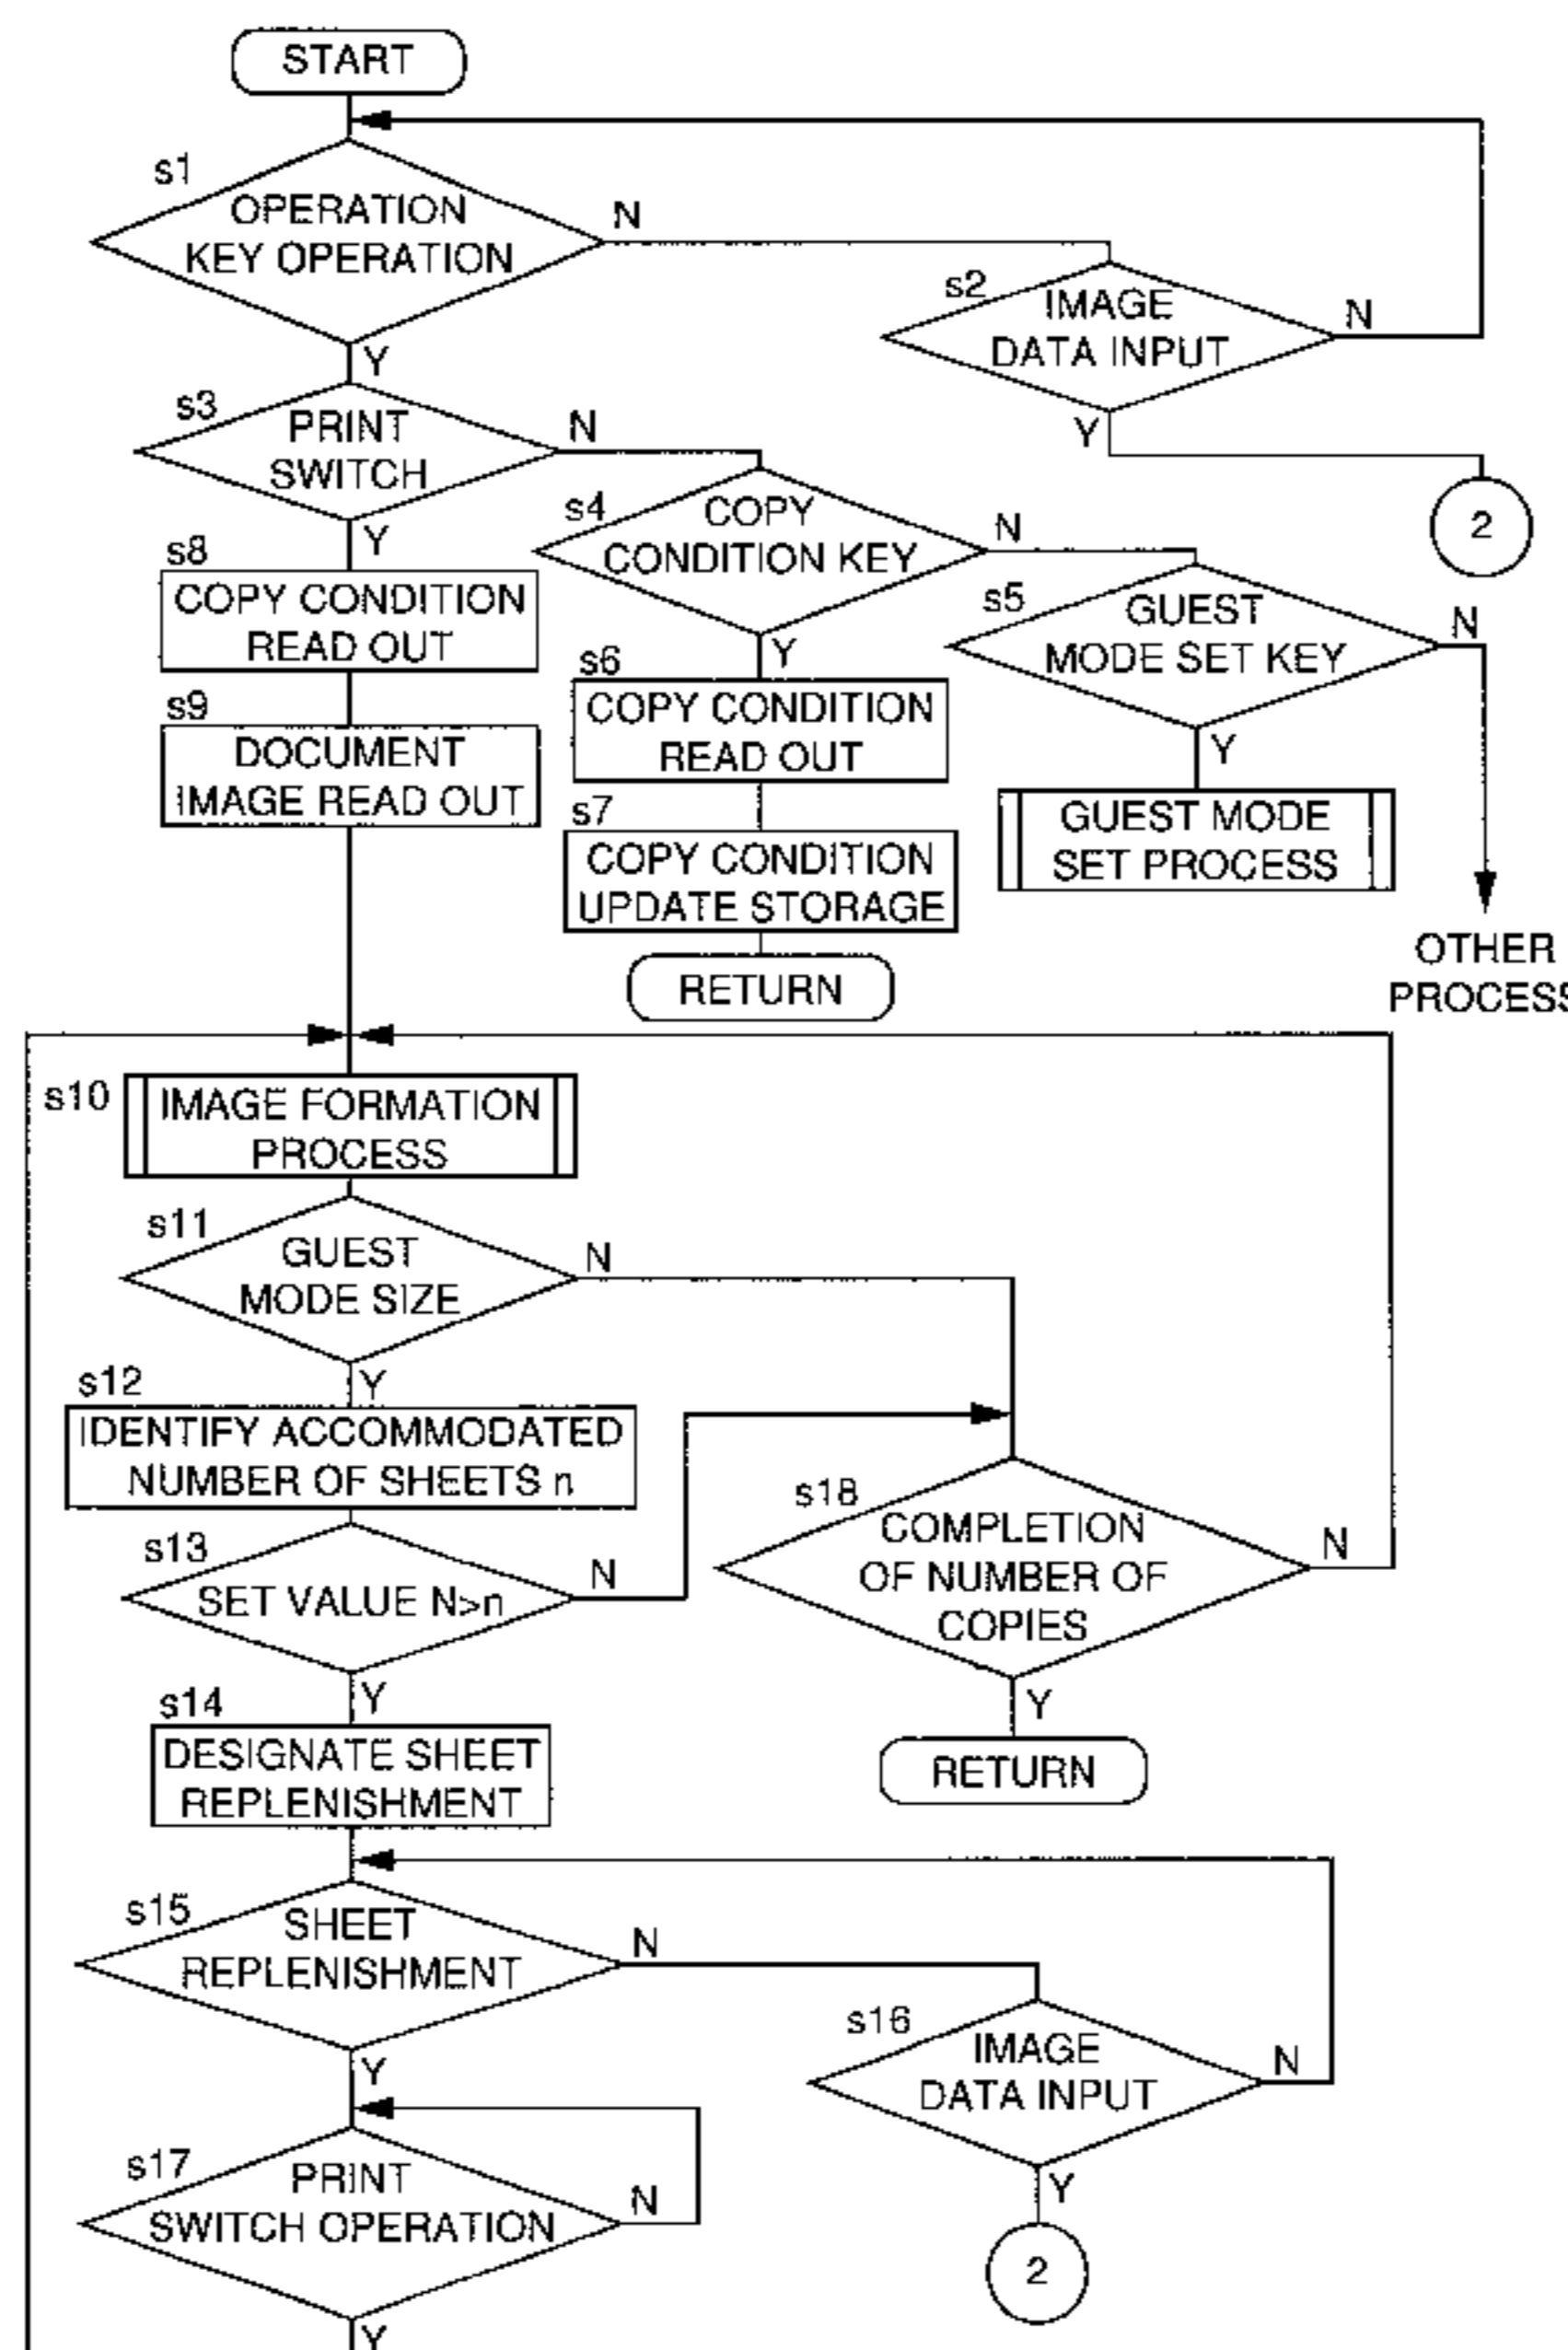 START
s1
OPERATION
KEY OPERATION
N
Y
s2
IMAGE
DATA INPUT
N
Y
2
s3
PRINT
SWITCH
N
Y
s4
COPY
CONDITION KEY
N
Y
s5
GUEST
MODE SET KEY
N
Y
s8
COPY CONDITION
READ OUT
s6
COPY CONDITION
READ OUT
s9
DOCUMENT
IMAGE READ OUT
s7
COPY CONDITION
UPDATE STORAGE
GUEST MODE
SET PROCESS
RETURN
OTHER
PROCESS
s10
IMAGE FORMATION
PROCESS
s11
GUEST
MODE SIZE
N
Y
s12
IDENTIFY ACCOMMODATED
NUMBER OF SHEETS n
s13
SET VALUE N>n
N
Y
s18
COMPLETION
OF NUMBER OF
COPIES
N
Y
RETURN
s14
DESIGNATE SHEET
REPLENISHMENT
s15
SHEET
REPLENISHMENT
N
Y
s16
IMAGE
DATA INPUT
N
Y
2
s17
PRINT
SWITCH OPERATION
N
Y